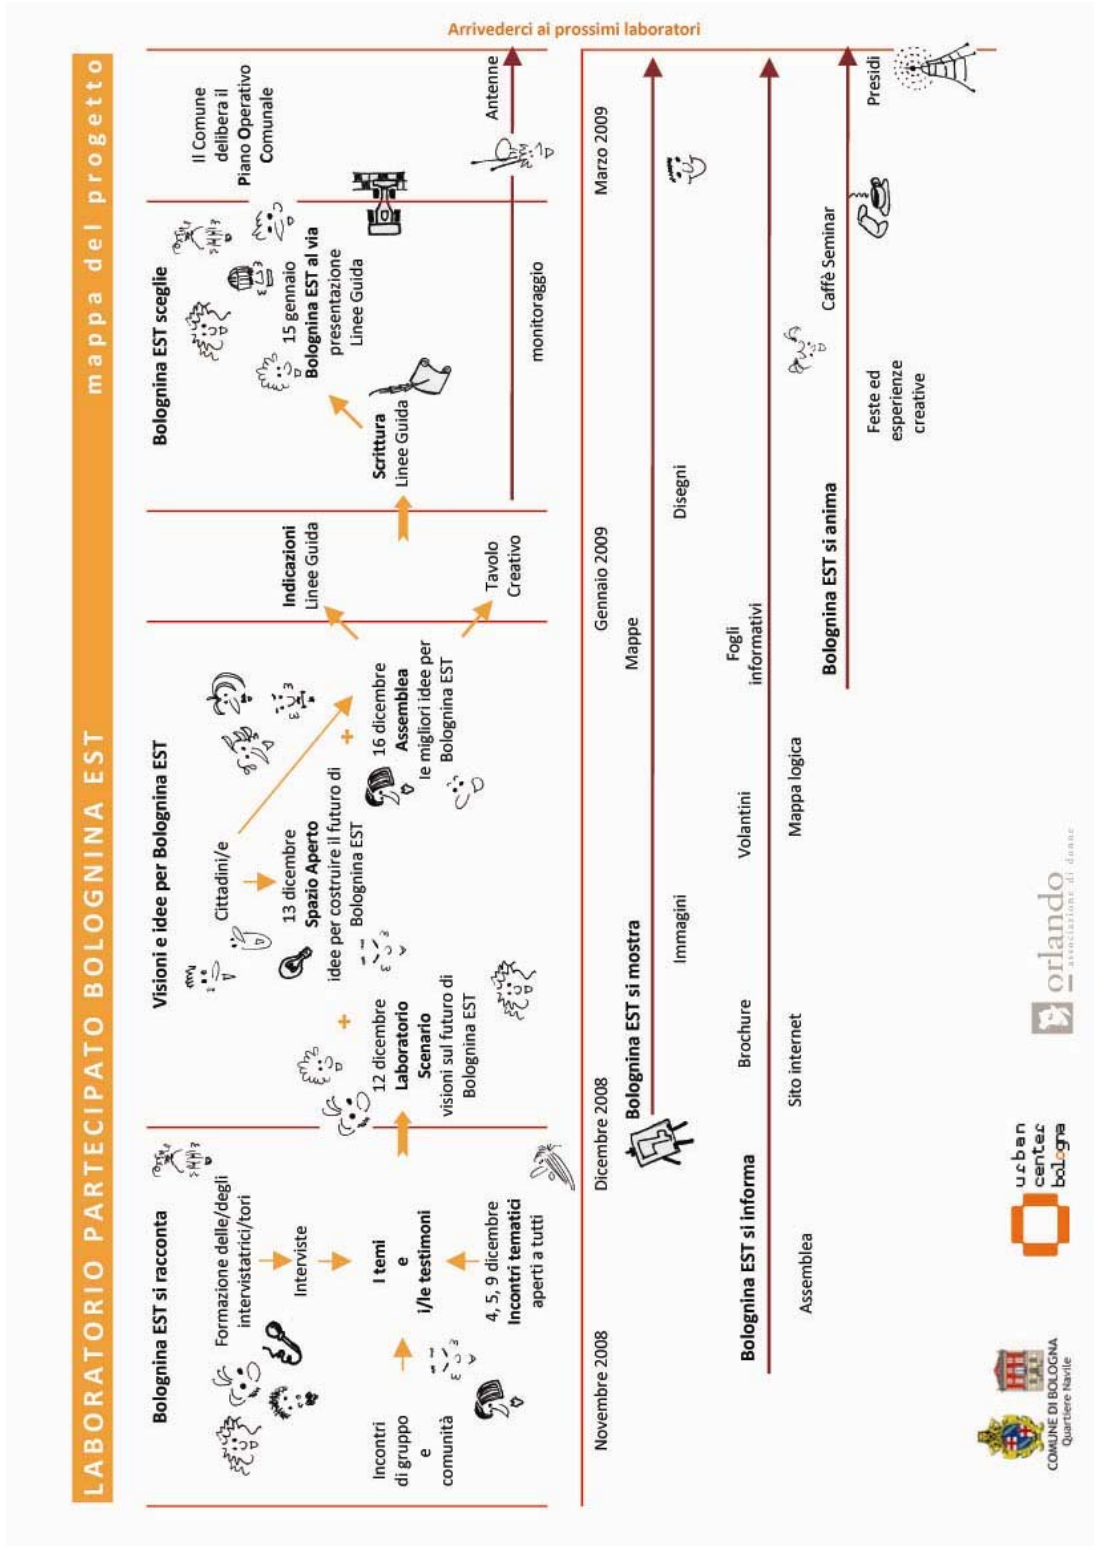 Arrivederci ai prossimi laboratori
LABORATORIO PARTECIPATO BOLOGNINA EST
mappa del progetto
Bolognina EST si racconta
Formazione delle/degli
intervistatrici/tori
Interviste
I temi
e
i/le testimoni
Incontri
di gruppo
e
comunità
4, 5, 9 dicembre
Incontri tematici
aperti a tutti
Visioni e idee per Bolognina EST
Cittadini/e
12 dicembre
Laboratorio
Scenario
visioni sul futuro di
Bolognina EST
+
13 dicembre
Spazio Aperto
idee per costruire il futuro di
Bolognina EST
+
16 dicembre
Assemblea
le migliori idee per
Bolognina EST
Indicazioni
Linee Guida
Tavolo
Creativo
Bolognina EST sceglie
Scrittura
Linee Guida
15 gennaio
Bolognina EST al via
presentazione
Linee Guida
Il Comune
delibera il
Piano Operativo
Comunale
monitoraggio
Antenne
Novembre 2008
Dicembre 2008
Gennaio 2009
Marzo 2009
Bolognina EST si mostra
Immagini
Mappe
Disegni
Bolognina EST si informa
Assemblea
Brochure
Sito internet
Volantini
Mappa logica
Fogli
informativi
Bolognina EST si anima
Feste ed
esperienze
creative
Caffè Seminar
Presidi
COMUNE DI BOLOGNA
Quartiere Navile
urban
center
bologna
orlando
associazione di donne